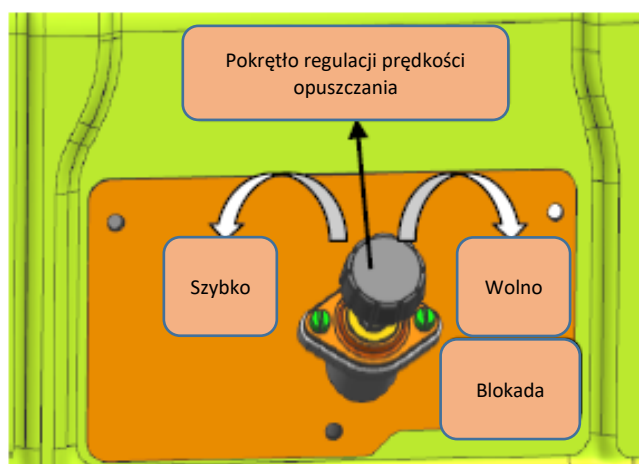 Pokrętło regulacji prędkości
opuszczania
Szybko
Wolno
Blokada